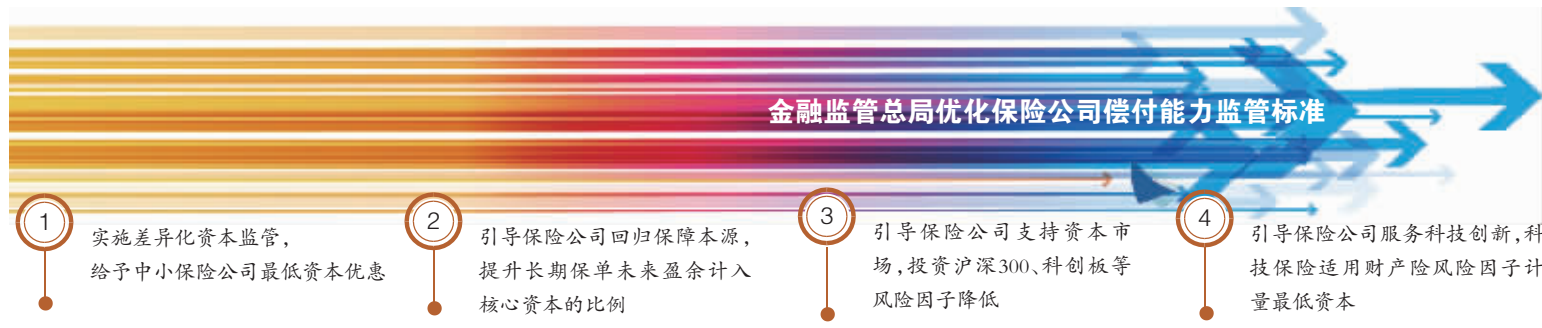 金融监管总局优化保险公司偿付能力监管标准
1
实施差异化资本监管，
给予中小保险公司最低资本优惠
2
引导保险公司回归保障本源，
提升长期保单未来盈余计入
核心资本的比例
3
引导保险公司支持资本市
场，投资沪深300、科创板等
风险因子降低
4
引导保险公司服务科技创新，科
技保险适用财产险风险因子计
量最低资本